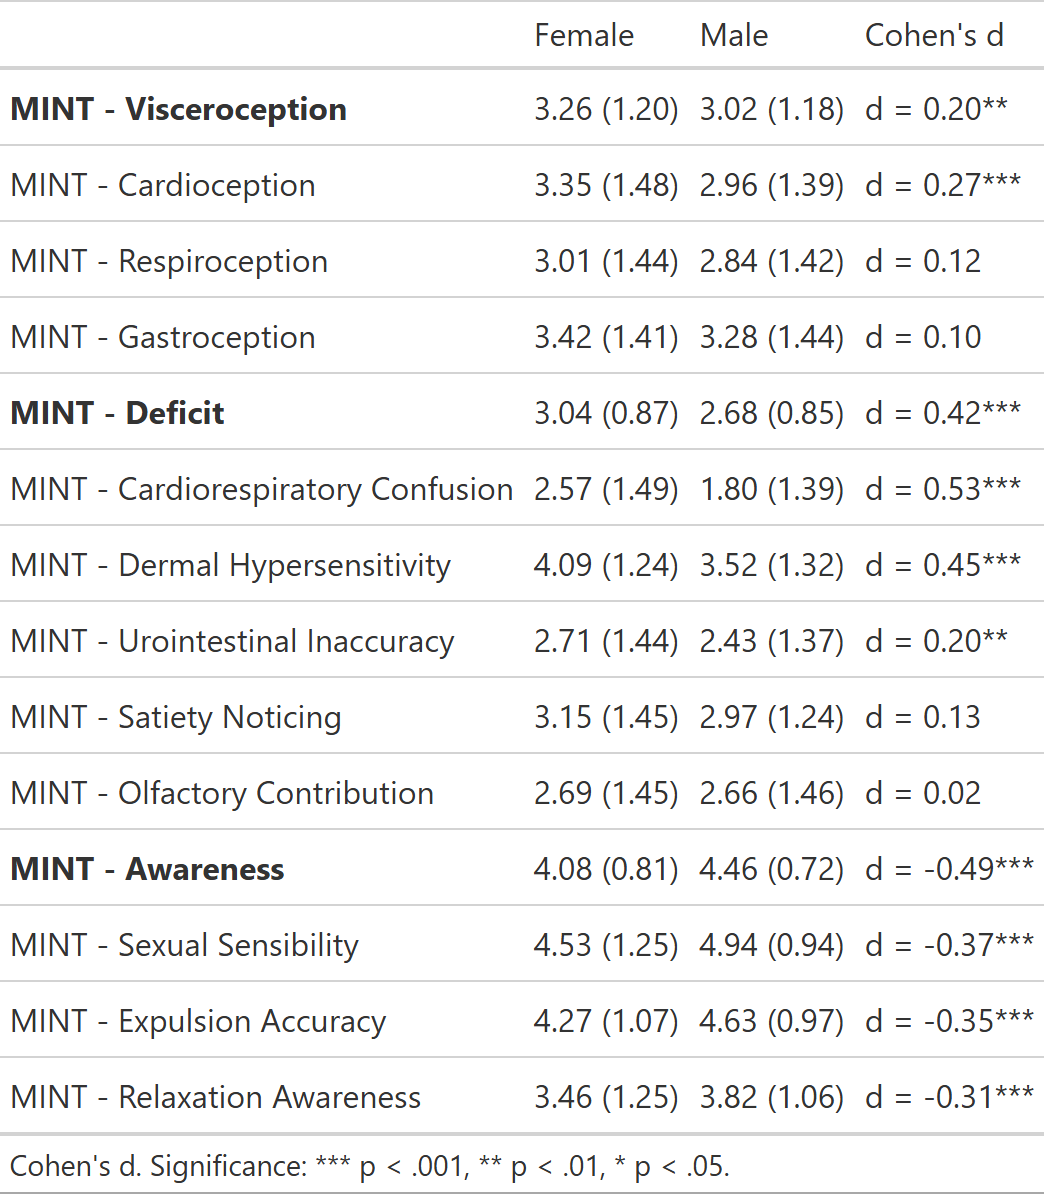 Female Male Cohen's d
MINT - Visceroception 3.26 (1.20) 3.02 (1.18) d = 0.20**
MINT - Cardioception 3.35 (1.48) 2.96 (1.39) d = 0.27***
MINT - Respiroception 3.01 (1.44) 2.84 (1.42) d = 0.12
MINT - Gastroception 3.42 (1.41) 3.28 (1.44) d = 0.10
MINT - Deficit 3.04 (0.87) 2.68 (0.85) d = 0.42***
MINT - Cardiorespiratory Confusion 2.57 (1.49) 1.80 (1.39) d = 0.53***
MINT - Dermal Hypersensitivity 4.09 (1.24) 3.52 (1.32) d = 0.45***
MINT - Urointestinal Inaccuracy 2.71 (1.44) 2.43 (1.37) d = 0.20**
MINT - Satiety Noticing 3.15 (1.45) 2.97 (1.24) d = 0.13
MINT - Olfactory Contribution 2.69 (1.45) 2.66 (1.46) d = 0.02
MINT - Awareness 4.08 (0.81) 4.46 (0.72) d = -0.49***
MINT - Sexual Sensibility 4.53 (1.25) 4.94 (0.94) d = -0.37***
MINT - Expulsion Accuracy 4.27 (1.07) 4.63 (0.97) d = -0.35***
MINT - Relaxation Awareness 3.46 (1.25) 3.82 (1.06) d = -0.31***
Cohen's d. Significance: *** p < .001, ** p < .01, * p < .05.